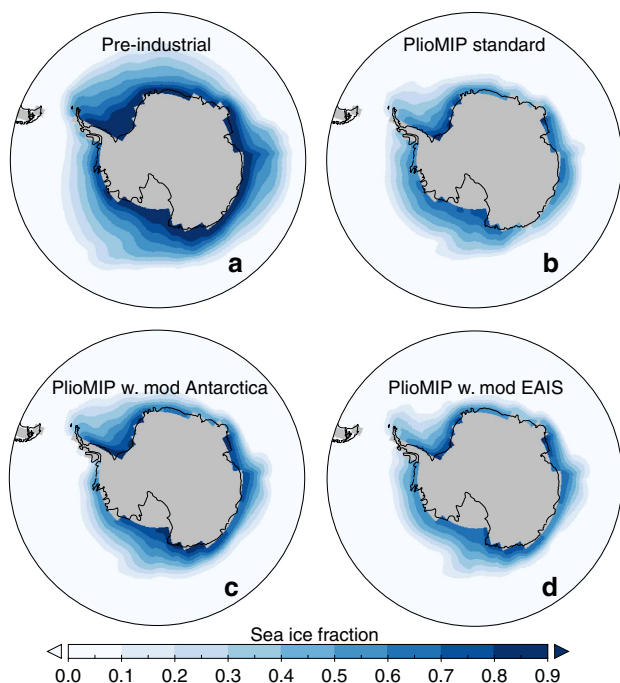 Pre-industrial
PlioMIP standard
a
b
PlioMIP w. mod Antarctica
PlioMIP w. mod EAIS
c
d
Sea ice fraction
0.0 0.1 0.2 0.3 0.4 0.5 0.6 0.7 0.8 0.9